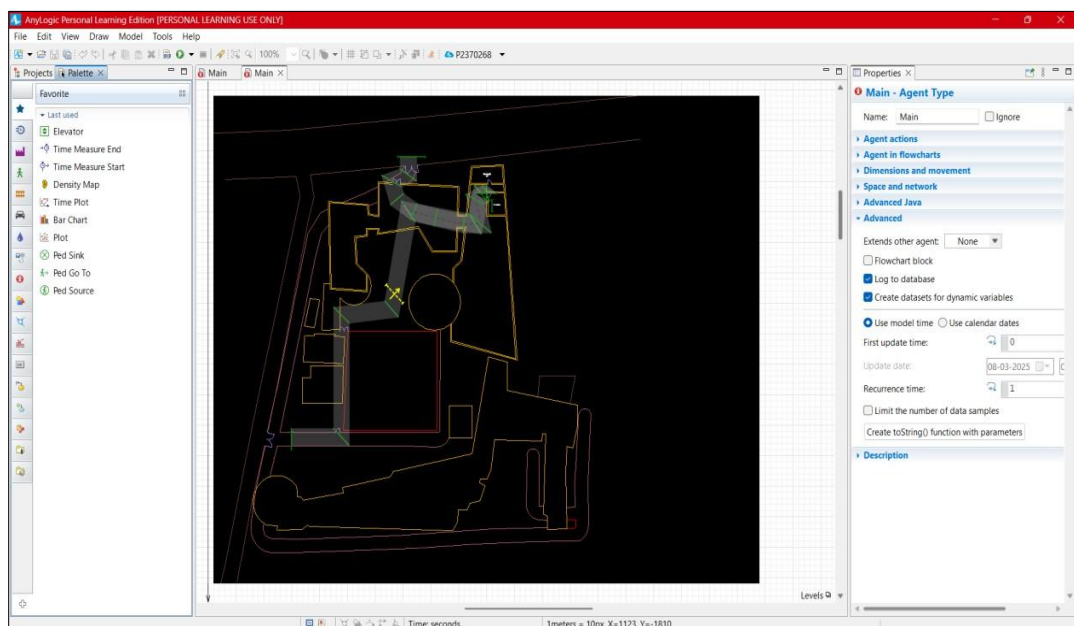 AnyLogic Personal Learning Edition [PERSONAL LEARNING USE ONLY]
File Edit View Draw Model Tools Help
100%
P2370268
Projects Palette
Main
Main
Properties
Favorite
Last used
Elevator
Time Measure End
Time Measure Start
Density Map
Time Plot
Bar Chart
Plot
Ped Sink
Ped Go To
Ped Source
Levels
Main - Agent Type
Name: Main Ignore
Agent actions
Agent in flowcharts
Dimensions and movement
Space and network
Advanced Java
Advanced
Extends other agent: None
Flowchart block
Log to database
Create datasets for dynamic variables
Use model time Use calendar dates
First update time: 0
Update date: 08-03-2025
Recurrence time: 1
Limit the number of data samples
Create toString() function with parameters
Description
Time: seconds 1meters = 10px, X=1123, Y=-1810